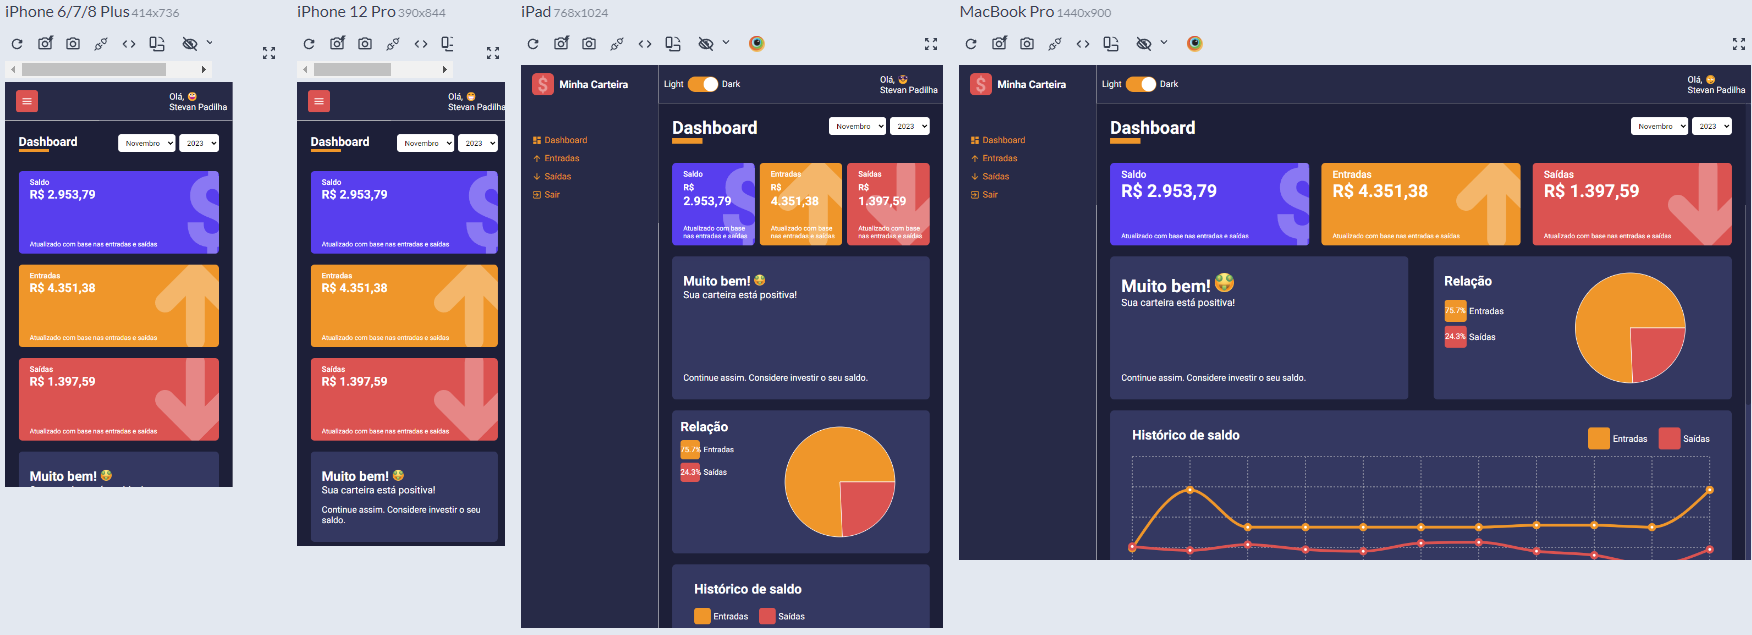 iPhone 6/7/8 Plus 414x736
Olá, 
Stevan Padilha
Dashboard
Novembro
2023
Saldo
R$ 2.953,79
Atualizado com base nas entradas e saídas
Entradas
R$ 4.351,38
Atualizado com base nas entradas e saídas
Saídas
R$ 1.397,59
Atualizado com base nas entradas e saídas
Muito bem!
iPhone 12 Pro 390x844
Olá,
Stevan Padilha
Dashboard
Novembro
2023
Saldo
R$ 2.953,79
Atualizado com base nas entradas e saídas
Entradas
R$ 4.351,38
Atualizado com base nas entradas e saídas
Saídas
R$ 1.397,59
Atualizado com base nas entradas e saídas
Muito bem!
Sua carteira está positiva!
Continue assim. Considere investir o seu
saldo.
iPad 768x1024
Minha Carteira
Light
Dark
Olá,
Stevan Padilha
Dashboard
Entradas
Saídas
Sair
Dashboard
Novembro
2023
Saldo
R$
2.953,79
Atualizado com base
nas entradas e saídas
Entradas
R$
4.351,38
Atualizado com base
nas entradas e saídas
Saídas
R$
1.397,59
Atualizado com base
nas entradas e saídas
Muito bem!
Sua carteira está positiva!
Continue assim. Considere investir o seu saldo.
Relação
75.7% Entradas
24.3% Saídas
Histórico de saldo
Entradas
Saídas
MacBook Pro 1440x900
Minha Carteira
Light
Dark
Olá,
Stevan Padilha
Dashboard
Entradas
Saídas
Sair
Dashboard
Novembro
2023
Saldo
R$ 2.953,79
Atualizado com base nas entradas e saídas
Entradas
R$ 4.351,38
Atualizado com base nas entradas e saídas
Saídas
R$ 1.397,59
Atualizado com base nas entradas e saídas
Muito bem!
Sua carteira está positiva!
Continue assim. Considere investir o seu saldo.
Relação
75.7% Entradas
24.3% Saídas
Histórico de saldo
Entradas
Saídas